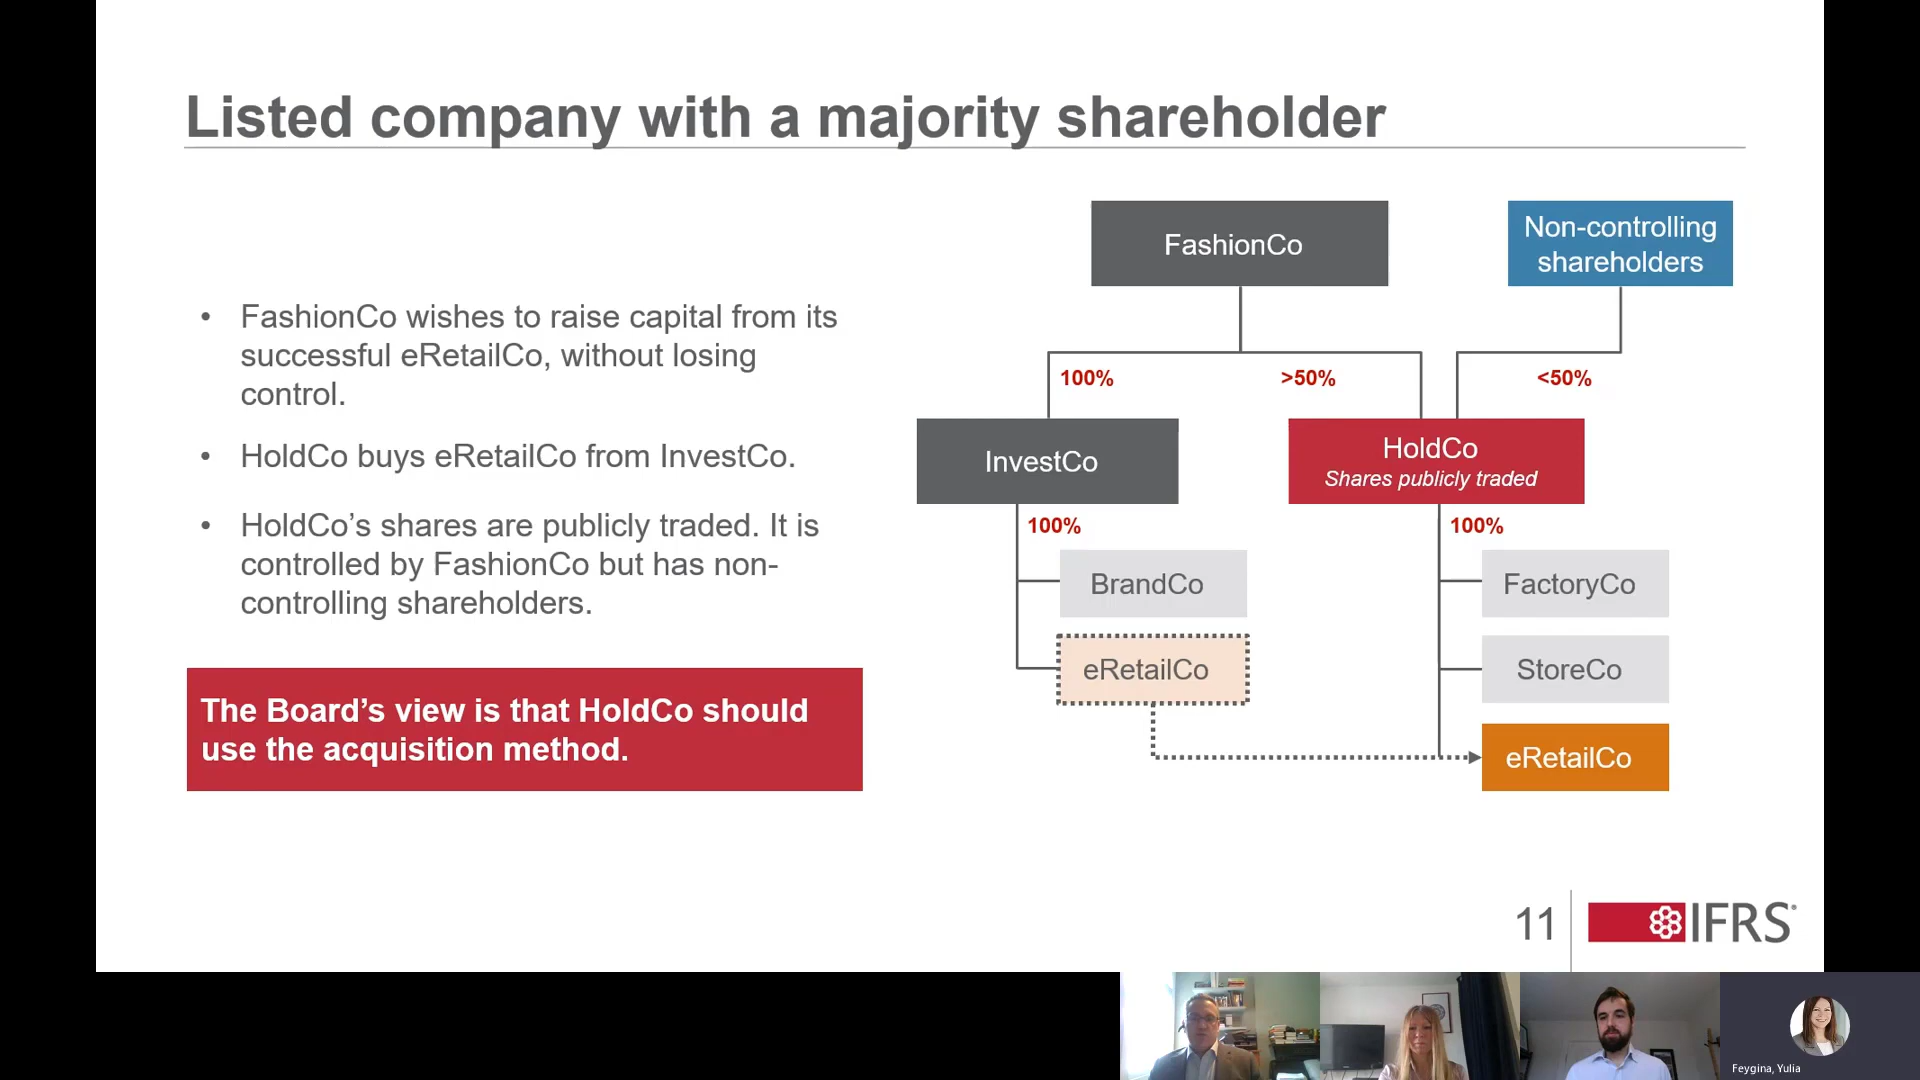 Listed company with a majority shareholder
• FashionCo wishes to raise capital from its
successful eRetailCo, without losing
control.
• HoldCo buys eRetailCo from InvestCo.
• HoldCo’s shares are publicly traded. It is
controlled by FashionCo but has non-
controlling shareholders.
The Board’s view is that HoldCo should
use the acquisition method.
FashionCo
Non-controlling
shareholders
100%
>50%
<50%
InvestCo
HoldCo
Shares publicly traded
100%
100%
BrandCo
FactoryCo
eRetailCo
StoreCo
eRetailCo
11
IFRS®
Feygina, Yulia